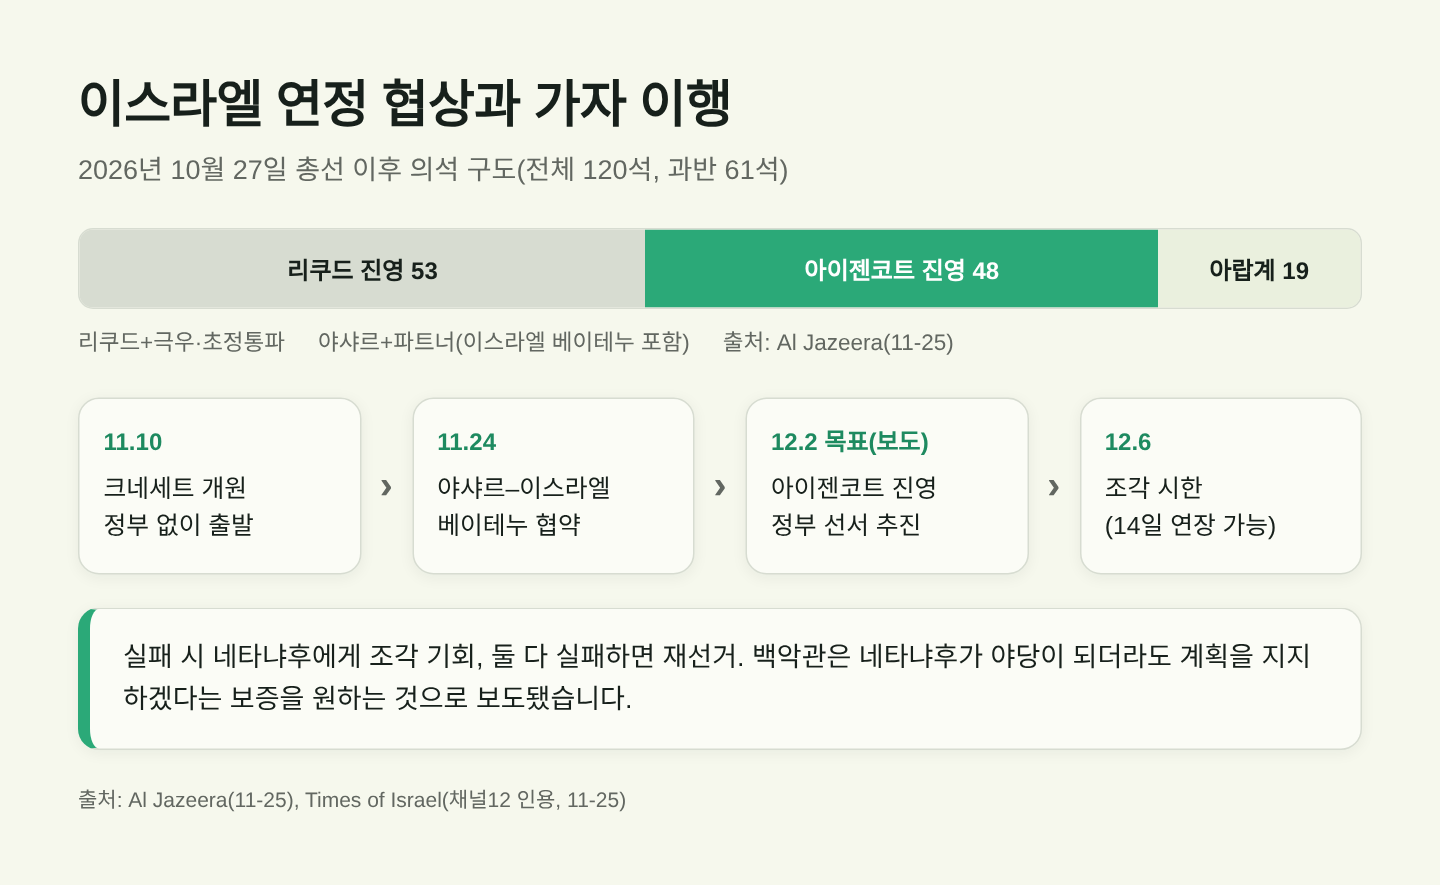 이스라엘 연정 협상과 가자 이행
2026년 10월 27일 총선 이후 의석 구도(전체 120석, 과반 61석)
리쿠드 진영 53
아이젠코트 진영 48
아랍계 19
리쿠드+극우·초정통파
야샤르+파트너(이스라엘 베이테누 포함)
출처: Al Jazeera(11-25)
11.10
크네세트 개원
정부 없이 출발
›
11.24
야샤르–이스라엘
베이테누 협약
›
12.2 목표(보도)
아이젠코트 진영
정부 선서 추진
›
12.6
조각 시한
(14일 연장 가능)
실패 시 네타냐후에게 조각 기회, 둘 다 실패하면 재선거. 백악관은 네타냐후가 야당이 되더라도 계획을 지지
하겠다는 보증을 원하는 것으로 보도됐습니다.
출처: Al Jazeera(11-25), Times of Israel(채널12 인용, 11-25)